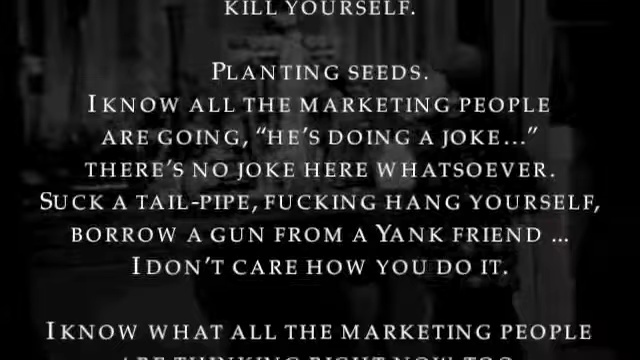 KILL YOURSELF.
PLANTING SEEDS.
I KNOW ALL THE MARKETING PEOPLE
ARE GOING, “HE’S DOING A JOKE...”
THERE’S NO JOKE HERE WHATSOEVER.
SUCK A TAIL-PIPE, FUCKING HANG YOURSELF,
BORROW A GUN FROM A YANK FRIEND ...
I DON’T CARE HOW YOU DO IT.
I KNOW WHAT ALL THE MARKETING PEOPLE
ARE THINKING RIGHT NOW TOO